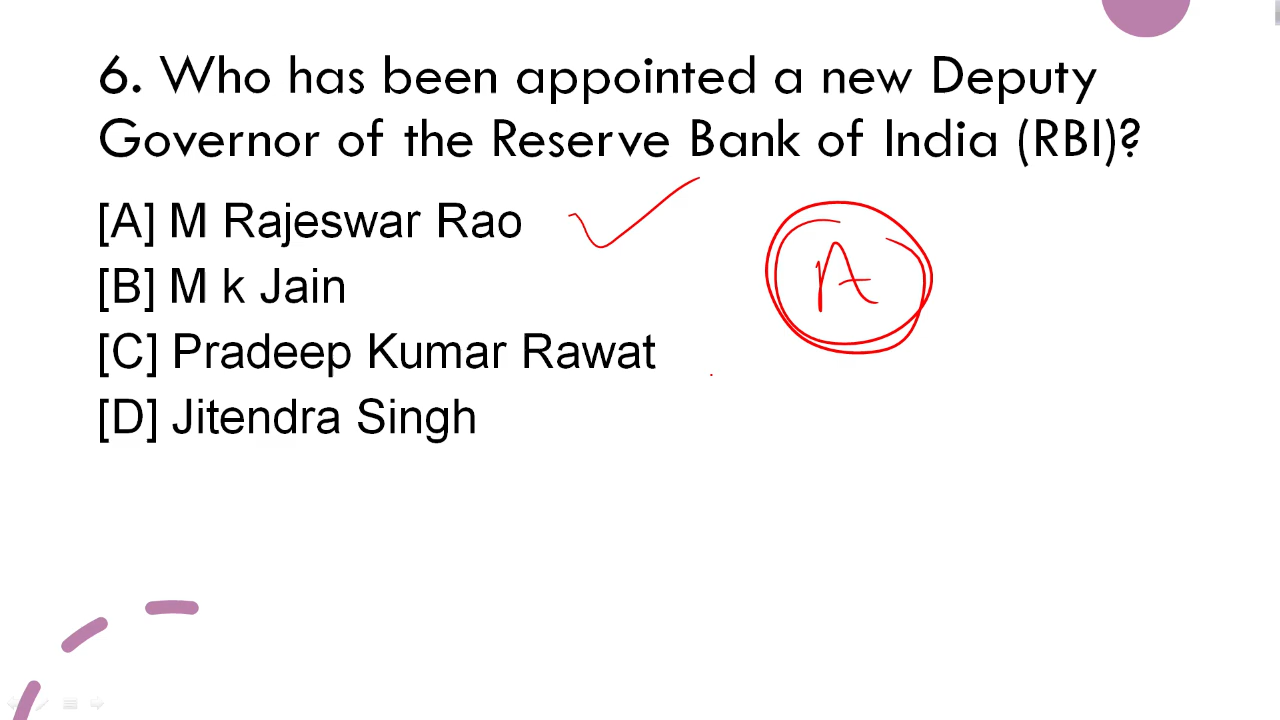 6. Who has been appointed a new Deputy
Governor of the Reserve Bank of India (RBI)?
[A] M Rajeswar Rao
A
[B] M k Jain
[C] Pradeep Kumar Rawat
[D] Jitendra Singh